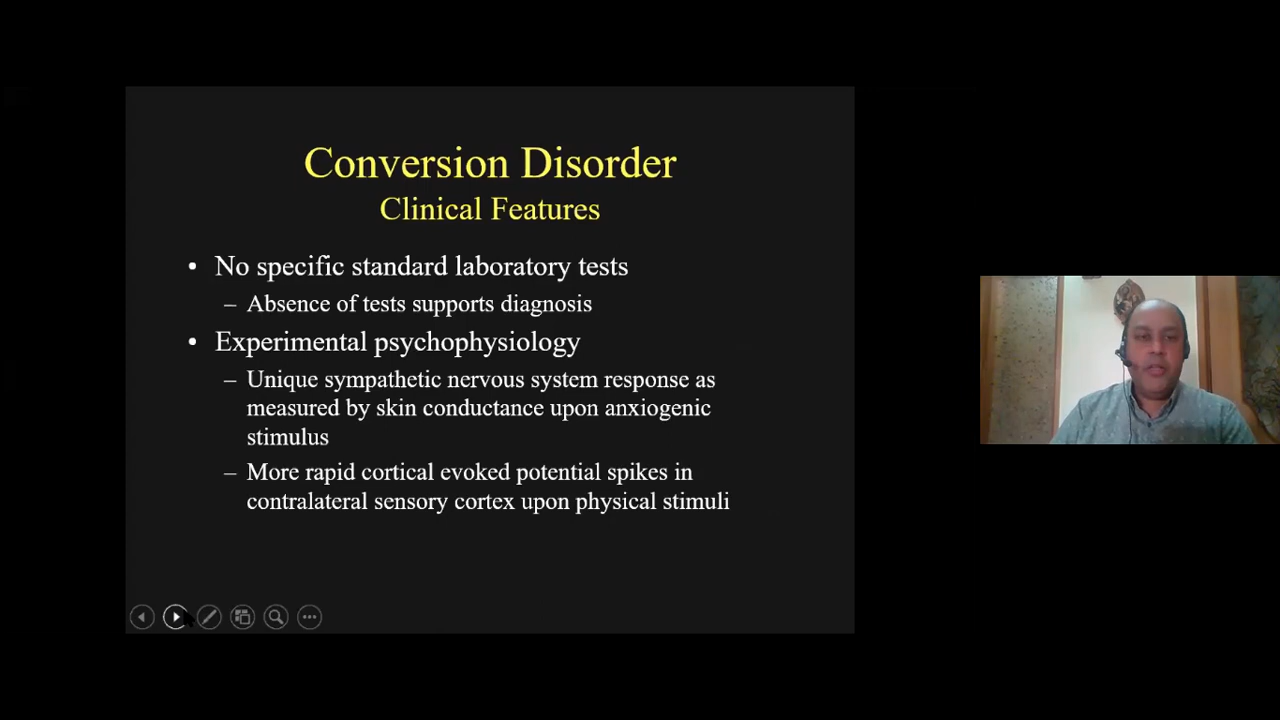 Conversion Disorder
Clinical Features
• No specific standard laboratory tests
– Absence of tests supports diagnosis
• Experimental psychophysiology
– Unique sympathetic nervous system response as
measured by skin conductance upon anxiogenic
stimulus
– More rapid cortical evoked potential spikes in
contralateral sensory cortex upon physical stimuli